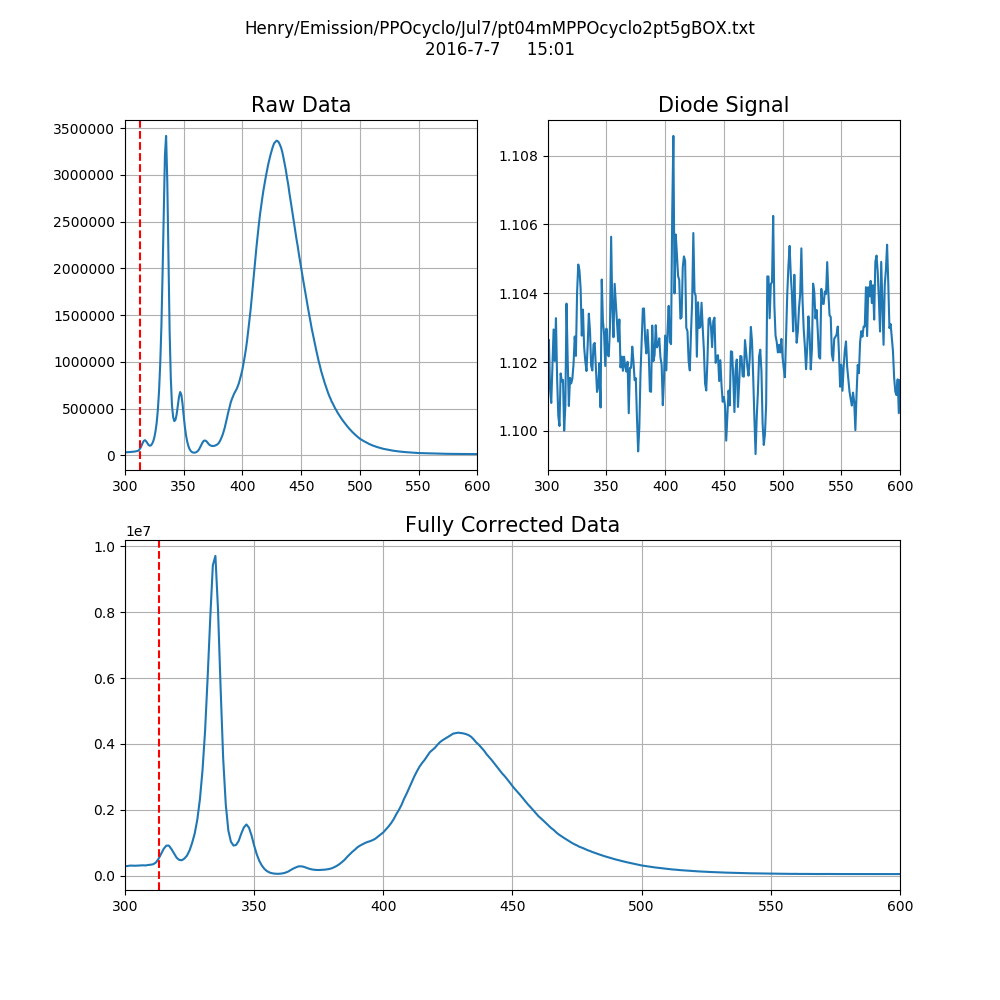 Henry/Emission/PPOcyclo/Jul7/pt04mMPPOcyclo2pt5gBOX.txt
2016-7-7 15:01
Raw Data
3500000
3000000
2500000
2000000
1500000
1000000
500000
0
300 350 400 450 500 550 600
Diode Signal
1.108
1.106
1.104
1.102
1.100
300 350 400 450 500 550 600
Fully Corrected Data
1e7
1.0
0.8
0.6
0.4
0.2
0.0
300 350 400 450 500 550 600